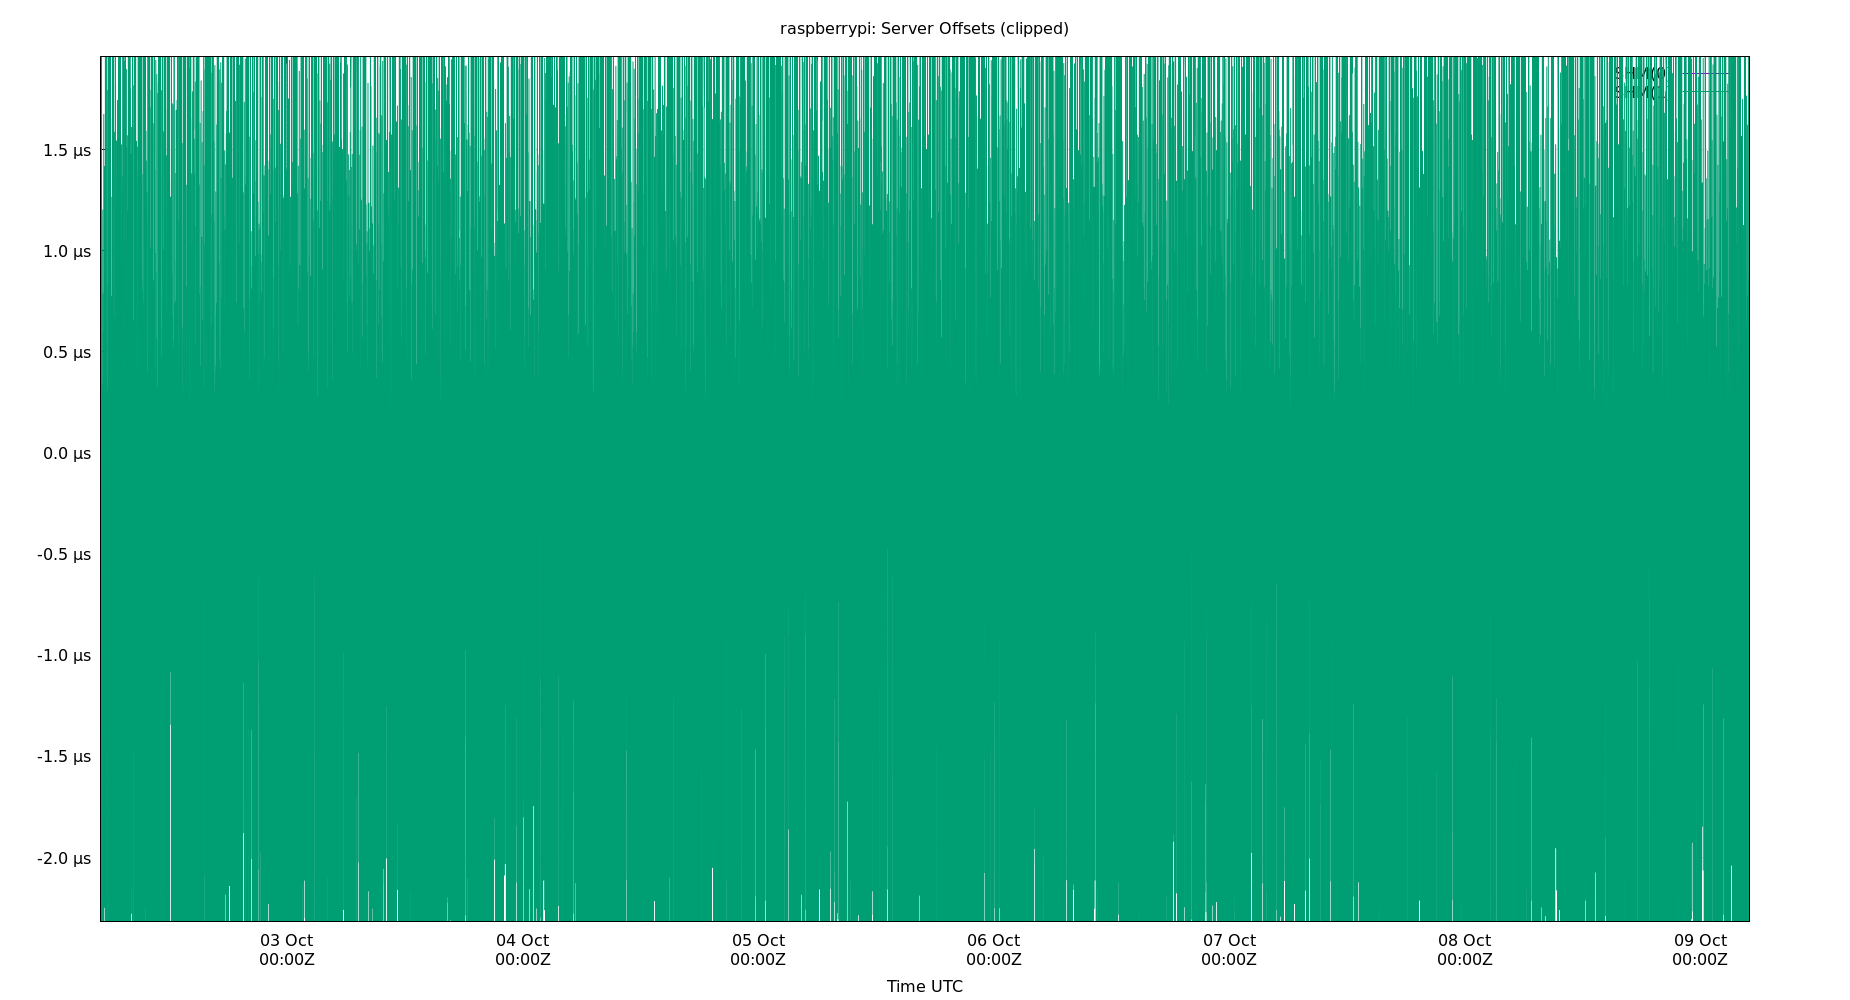 raspberrypi: Server Offsets (clipped)
1.5 µs
1.0 µs
0.5 µs
0.0 µs
-0.5 µs
-1.0 µs
-1.5 µs
-2.0 µs
03 Oct 04 Oct 05 Oct 06 Oct 07 Oct 08 Oct 09 Oct
00:00Z 00:00Z 00:00Z 00:00Z 00:00Z 00:00Z 00:00Z
Time UTC